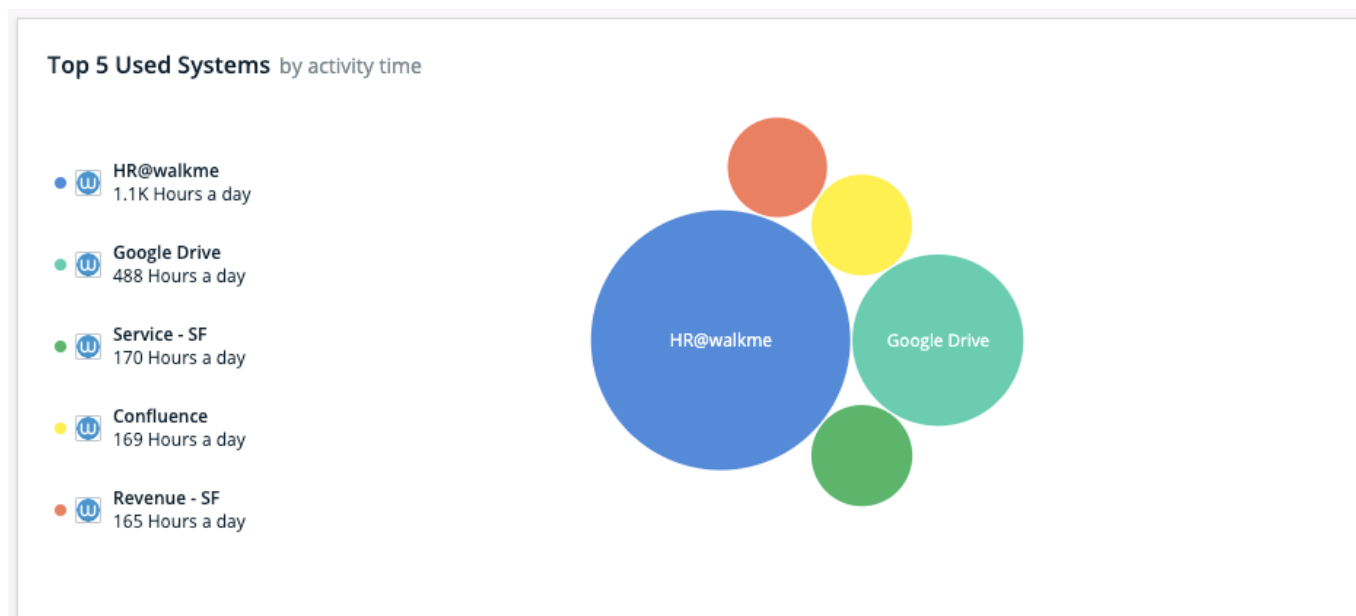 Top 5 Used Systems by activity time
HR@walkme
1.1K Hours a day
Google Drive
488 Hours a day
Service - SF
170 Hours a day
Confluence
169 Hours a day
Revenue - SF
165 Hours a day
HR@walkme
Google Drive